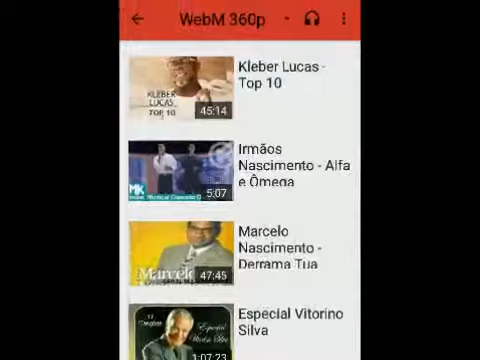 WebM 360p
KLEBER
LUCAS
TOP 10
45:14
Kleber Lucas -
Top 10
MK
5:07
Irmãos
Nascimento - Alfa
e Ômega
Marcelo
47:45
Marcelo
Nascimento -
Derrama Tua
Especial
Silva
1:07:23
Especial Vitorino
Silva